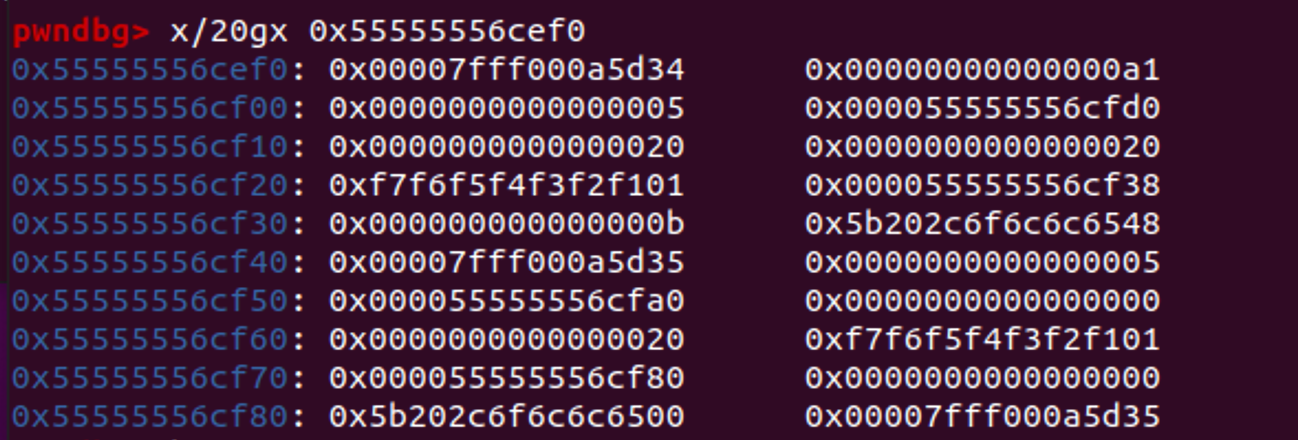 pwndbg> x/20gx 0x55555556cef0
0x55555556cef0: 0x00007fff000a5d34 0x00000000000000a1
0x55555556cf00: 0x0000000000000005 0x000055555556cfd0
0x55555556cf10: 0x0000000000000020 0x0000000000000020
0x55555556cf20: 0xf7f6f5f4f3f2f101 0x000055555556cf38
0x55555556cf30: 0x000000000000000b 0x5b202c6f6c6c6548
0x55555556cf40: 0x00007fff000a5d35 0x0000000000000005
0x55555556cf50: 0x000055555556cfa0 0x0000000000000000
0x55555556cf60: 0x0000000000000020 0xf7f6f5f4f3f2f101
0x55555556cf70: 0x000055555556cf80 0x0000000000000000
0x55555556cf80: 0x5b202c6f6c6c6500 0x00007fff000a5d35